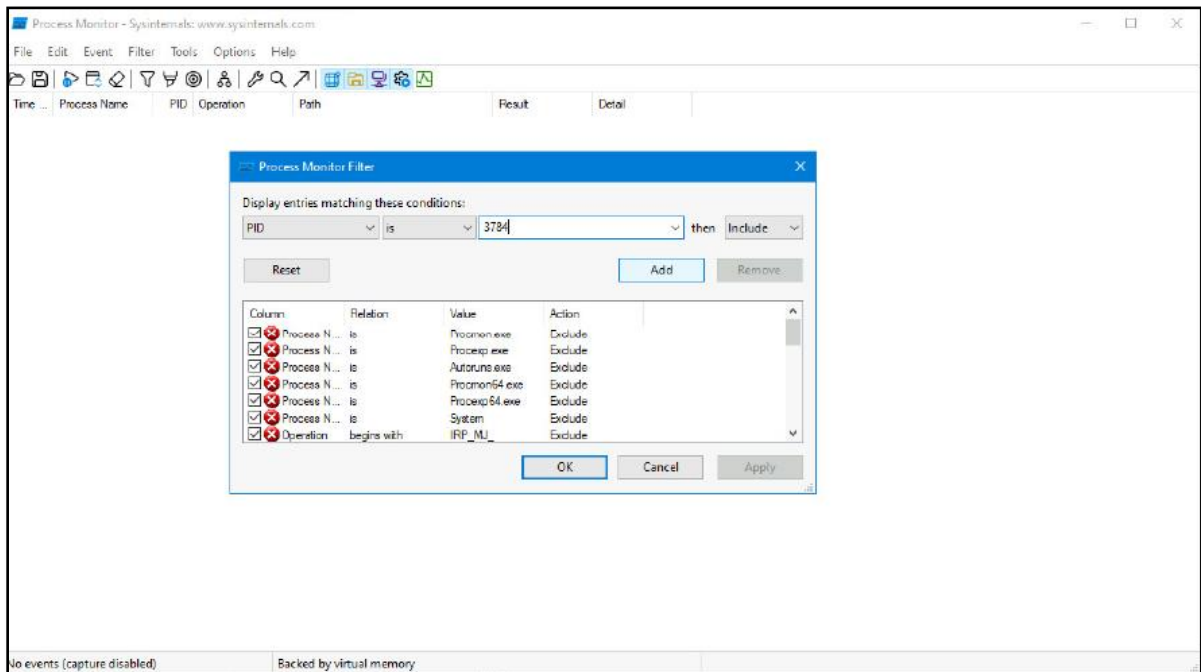 Process Monitor - Sysinternals: www.sysinternals.com
File Edit Event Filter Tools Options Help
Time ... Process Name PID Operation Path Result Detail
Process Monitor Filter
Display entries matching these conditions:
PID is 3784 then Include
Reset Add Remove
Column Relation Value Action
Process N... is Procmon.exe Exclude
Process N... is Procexp.exe Exclude
Process N... is Autoruns.exe Exclude
Process N... is Procmon64.exe Exclude
Process N... is Procexp64.exe Exclude
Process N... is System Exclude
Operation begins with IRP_MJ_ Exclude
OK Cancel Apply
No events (capture disabled) Backed by virtual memory